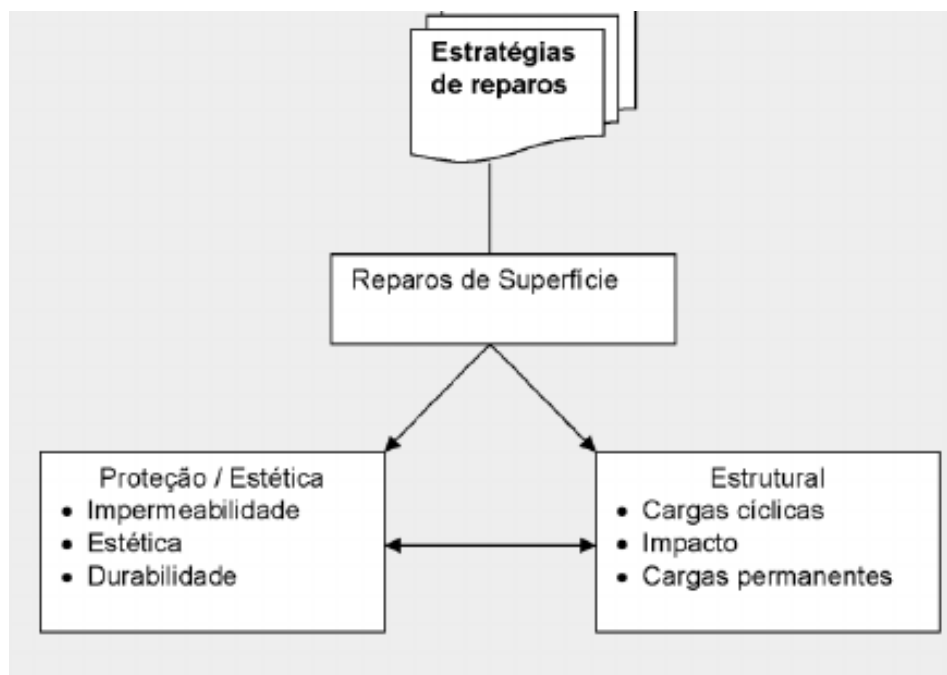 Estratégias
de reparos
Reparos de Superfície
Proteção / Estética
• Impermeabilidade
• Estética
• Durabilidade
Estrutural
• Cargas cíclicas
• Impacto
• Cargas permanentes